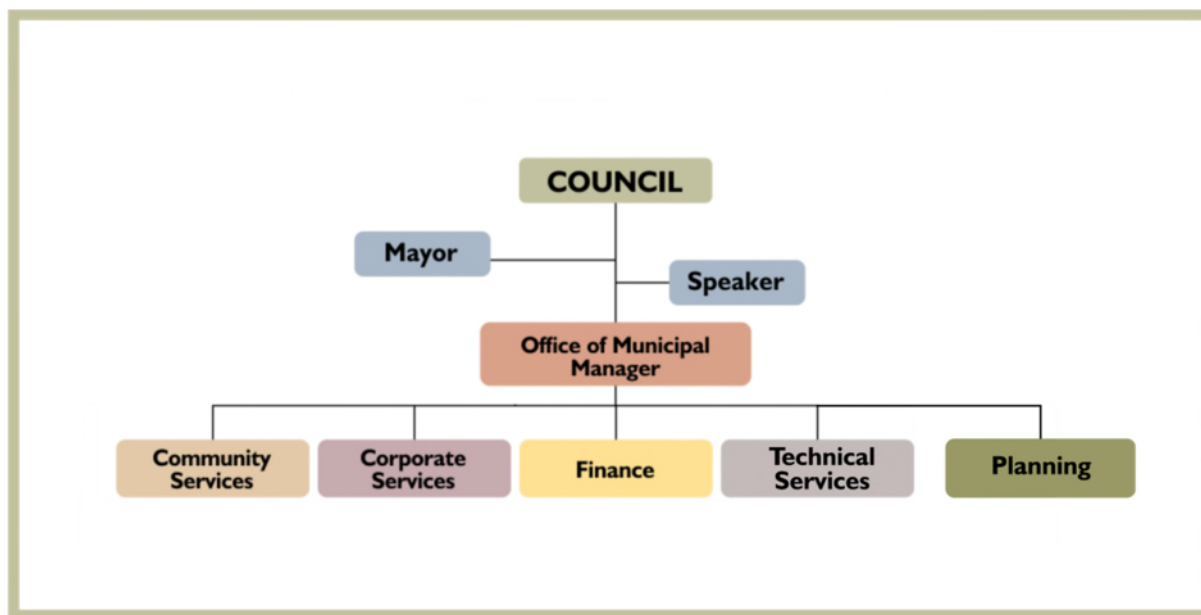 COUNCIL
Mayor
Speaker
Office of Municipal
Manager
Community
Services
Corporate
Services
Finance
Technical
Services
Planning